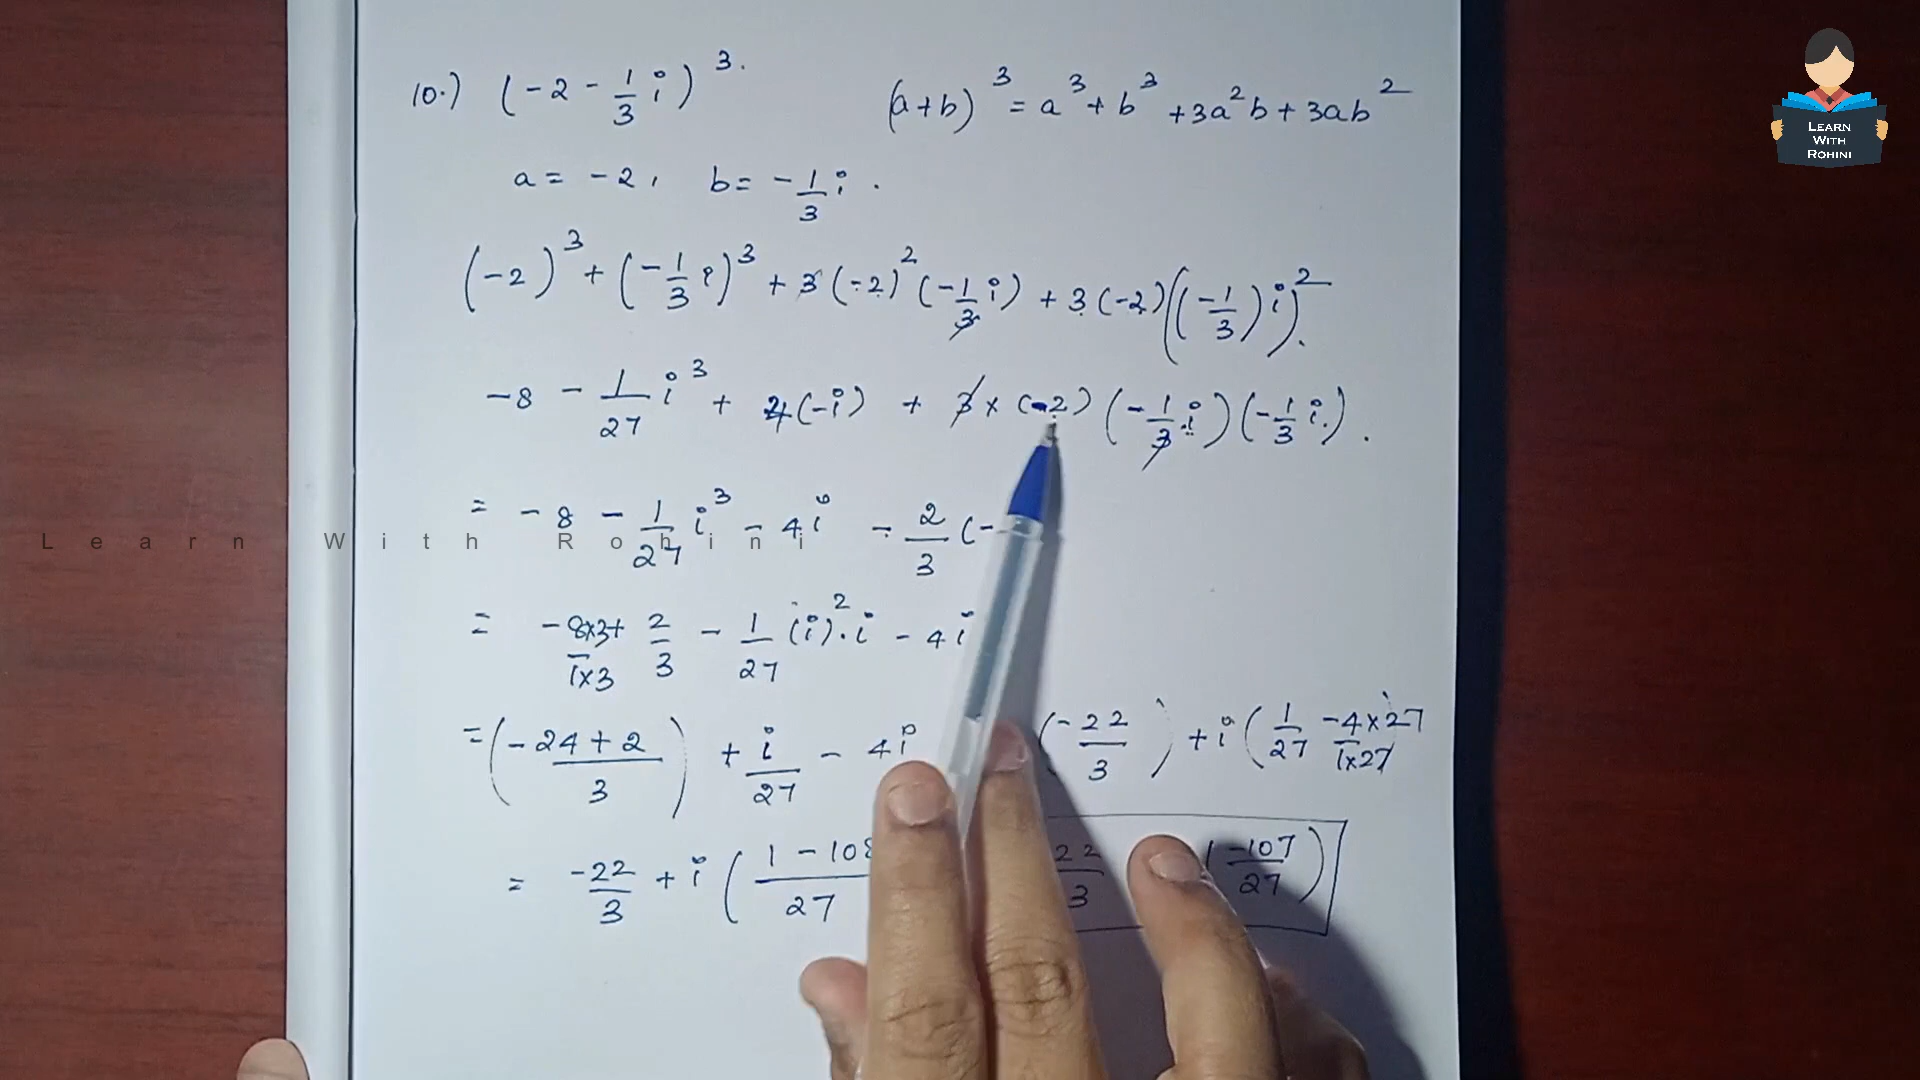 10.) (-2 - 1/3 i)^3. (a+b)^3 = a^3 + b^3 + 3a^2b + 3ab^2
a = -2, b = -1/3 i.
(-2)^3 + (-1/3 i)^3 + 3(-2)^2 (-1/3 i) + 3(-2)((-1/3) i)^2.
-8 - 1/27 i^3 + 4(-i) + 3 × (-2) (-1/3 i)(-1/3 i).
= -8 - 1/27 i^3 - 4i - 2/3 (-
= -8×3/1×3 + 2/3 - 1/27 (i)^2 . i - 4i
= (-24+2/3) + i/27 - 4i (-22/3) + i (1/27 -4×27/1×27
= -22/3 + i (1-108/27 22/3 (-107/27)
LEARN
WITH
ROHINI
Learn With Rohini